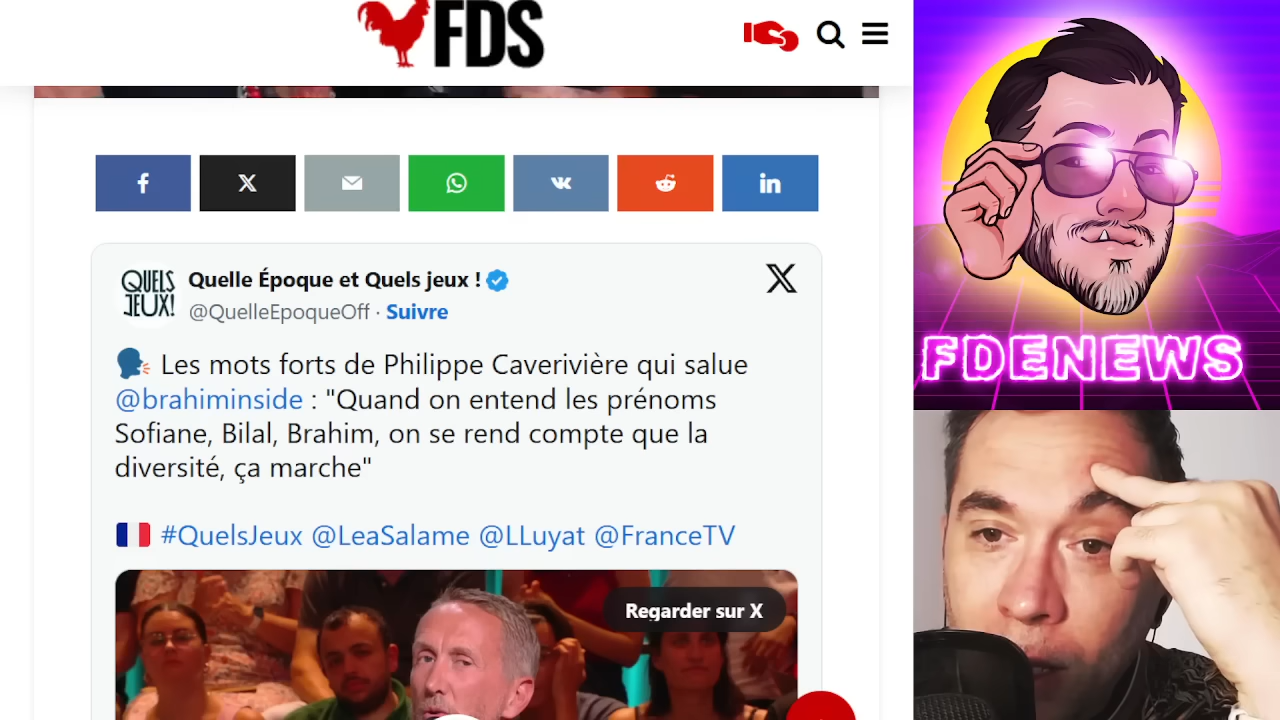 FDS
QUELS
JEUX!
Quelle Époque et Quels jeux !
@QuelleEpoqueOff · Suivre
🗣 Les mots forts de Philippe Caverivière qui salue
@brahiminside : "Quand on entend les prénoms
Sofiane, Bilal, Brahim, on se rend compte que la
diversité, ça marche"
🇫🇷 #QuelsJeux @LeaSalame @LLuyat @FranceTV
Regarder sur X
FDENEWS